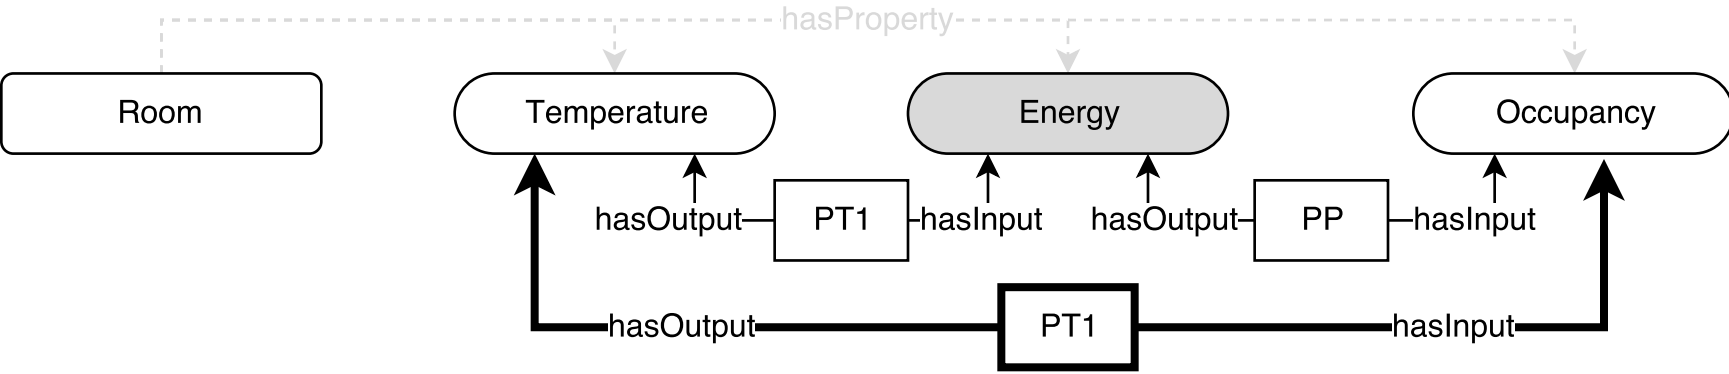 hasProperty
Room
Temperature
Energy
Occupancy
hasOutput
PT1
hasInput
hasOutput
PP
hasInput
hasOutput
PT1
hasInput